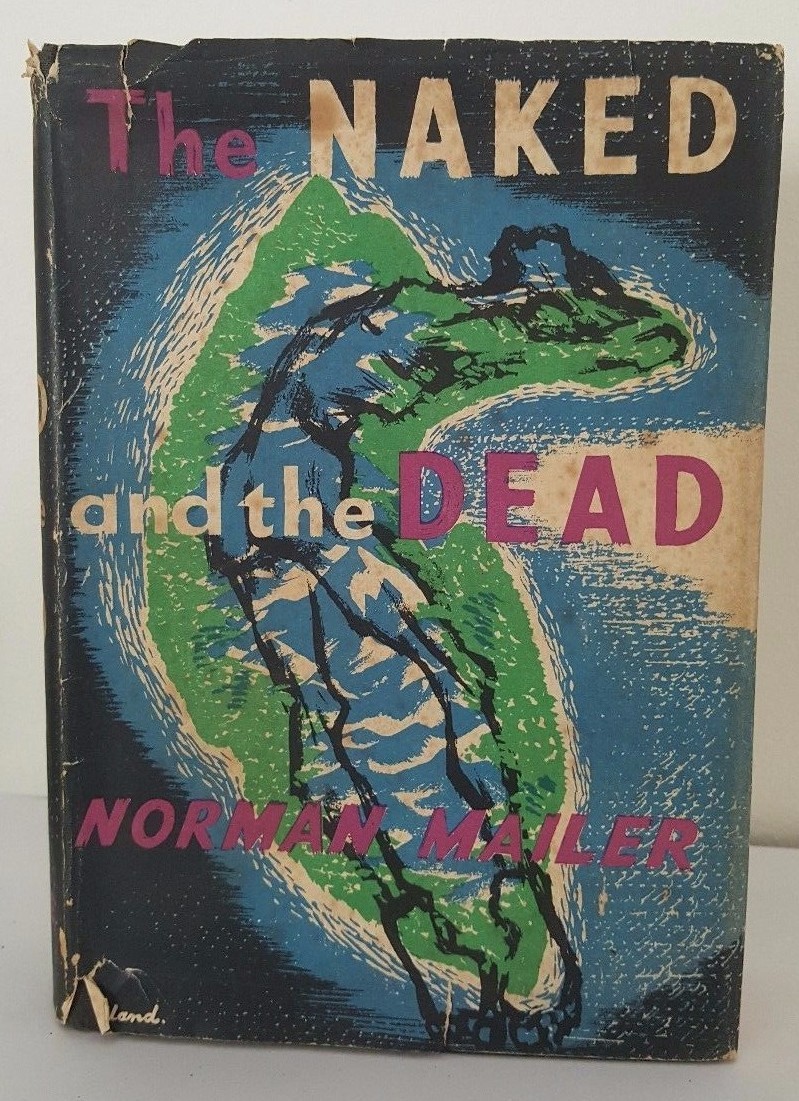 The NAKED
and the DEAD
NORMAN MAILER